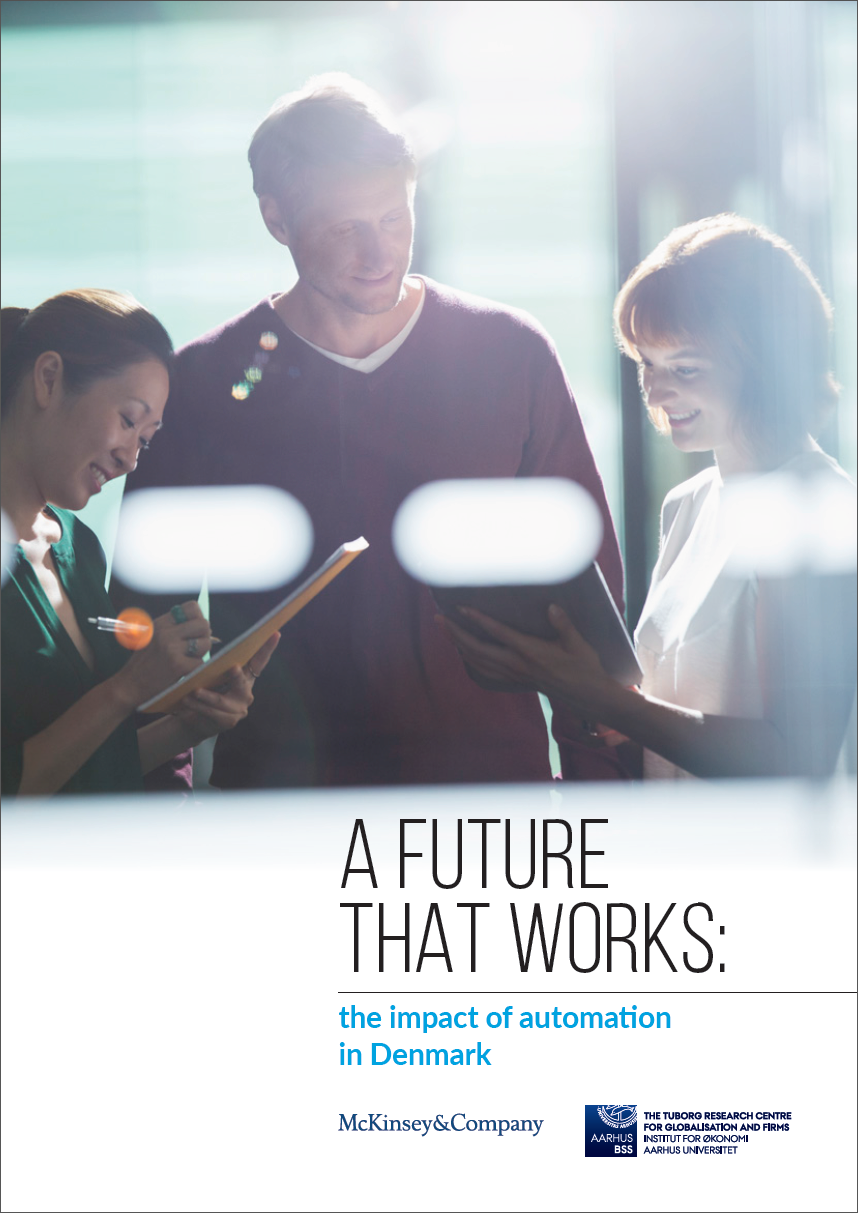 A FUTURE
THAT WORKS:
the impact of automation
in Denmark
McKinsey&Company
AARHUS
BSS
THE TUBORG RESEARCH CENTRE
FOR GLOBALISATION AND FIRMS
INSTITUT FOR ØKONOMI
AARHUS UNIVERSITET